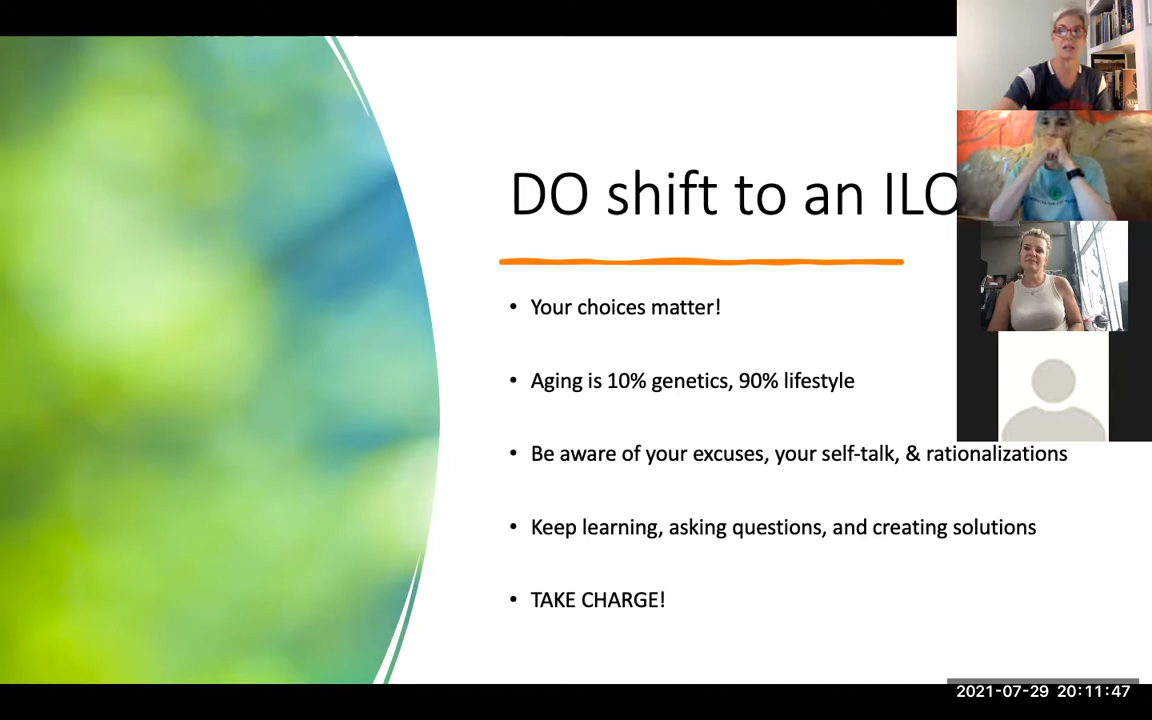 DO shift to an ILO
• Your choices matter!
• Aging is 10% genetics, 90% lifestyle
• Be aware of your excuses, your self-talk, & rationalizations
• Keep learning, asking questions, and creating solutions
• TAKE CHARGE!
2021-07-29 20:11:47